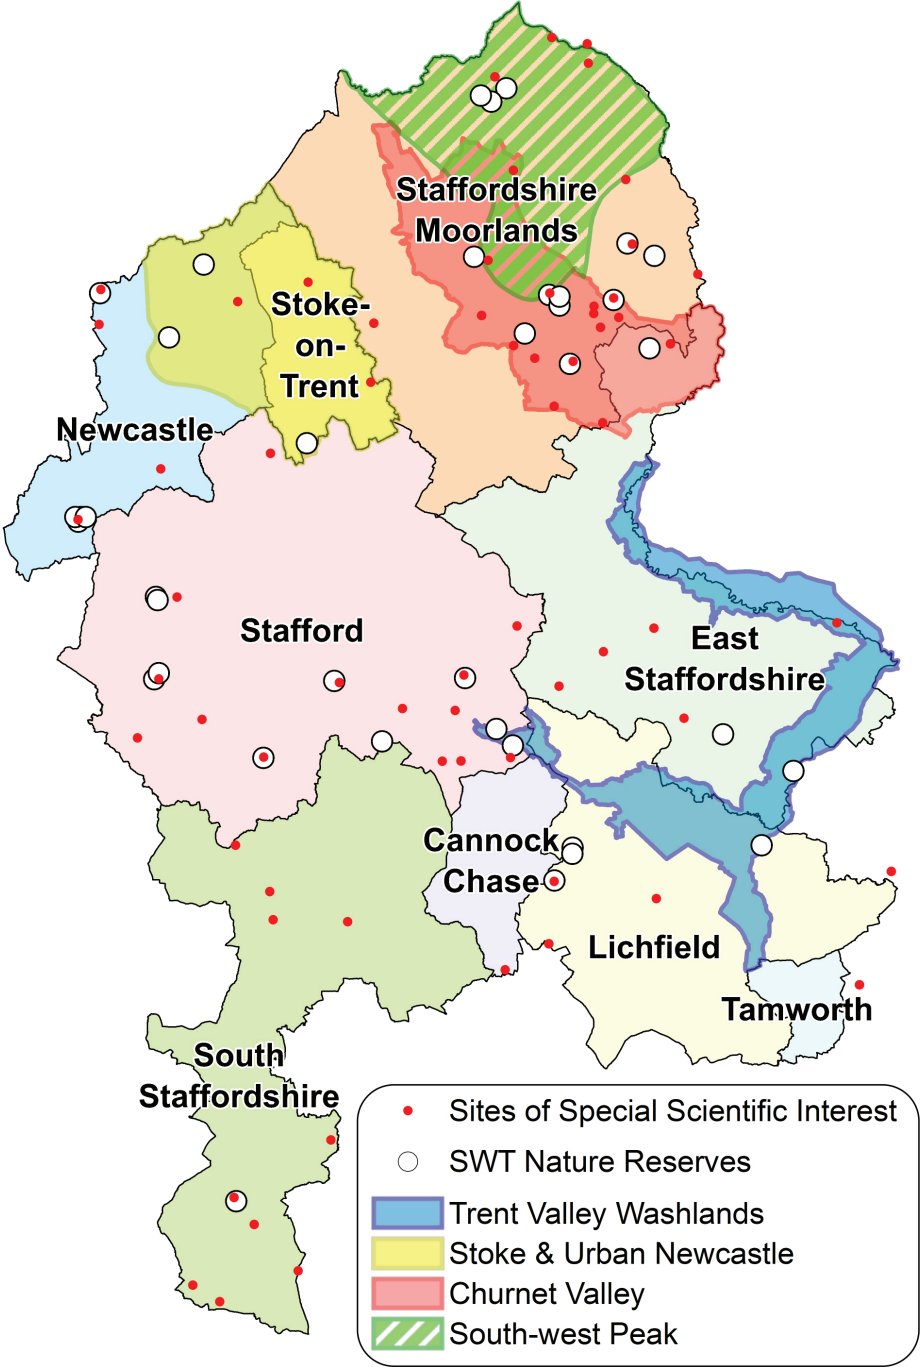 Staffordshire
Moorlands
Stoke-
on-
Trent
Newcastle
Stafford
East
Staffordshire
Cannock
Chase
Lichfield
Tamworth
South
Staffordshire
Sites of Special Scientific Interest
SWT Nature Reserves
Trent Valley Washlands
Stoke & Urban Newcastle
Churnet Valley
South-west Peak